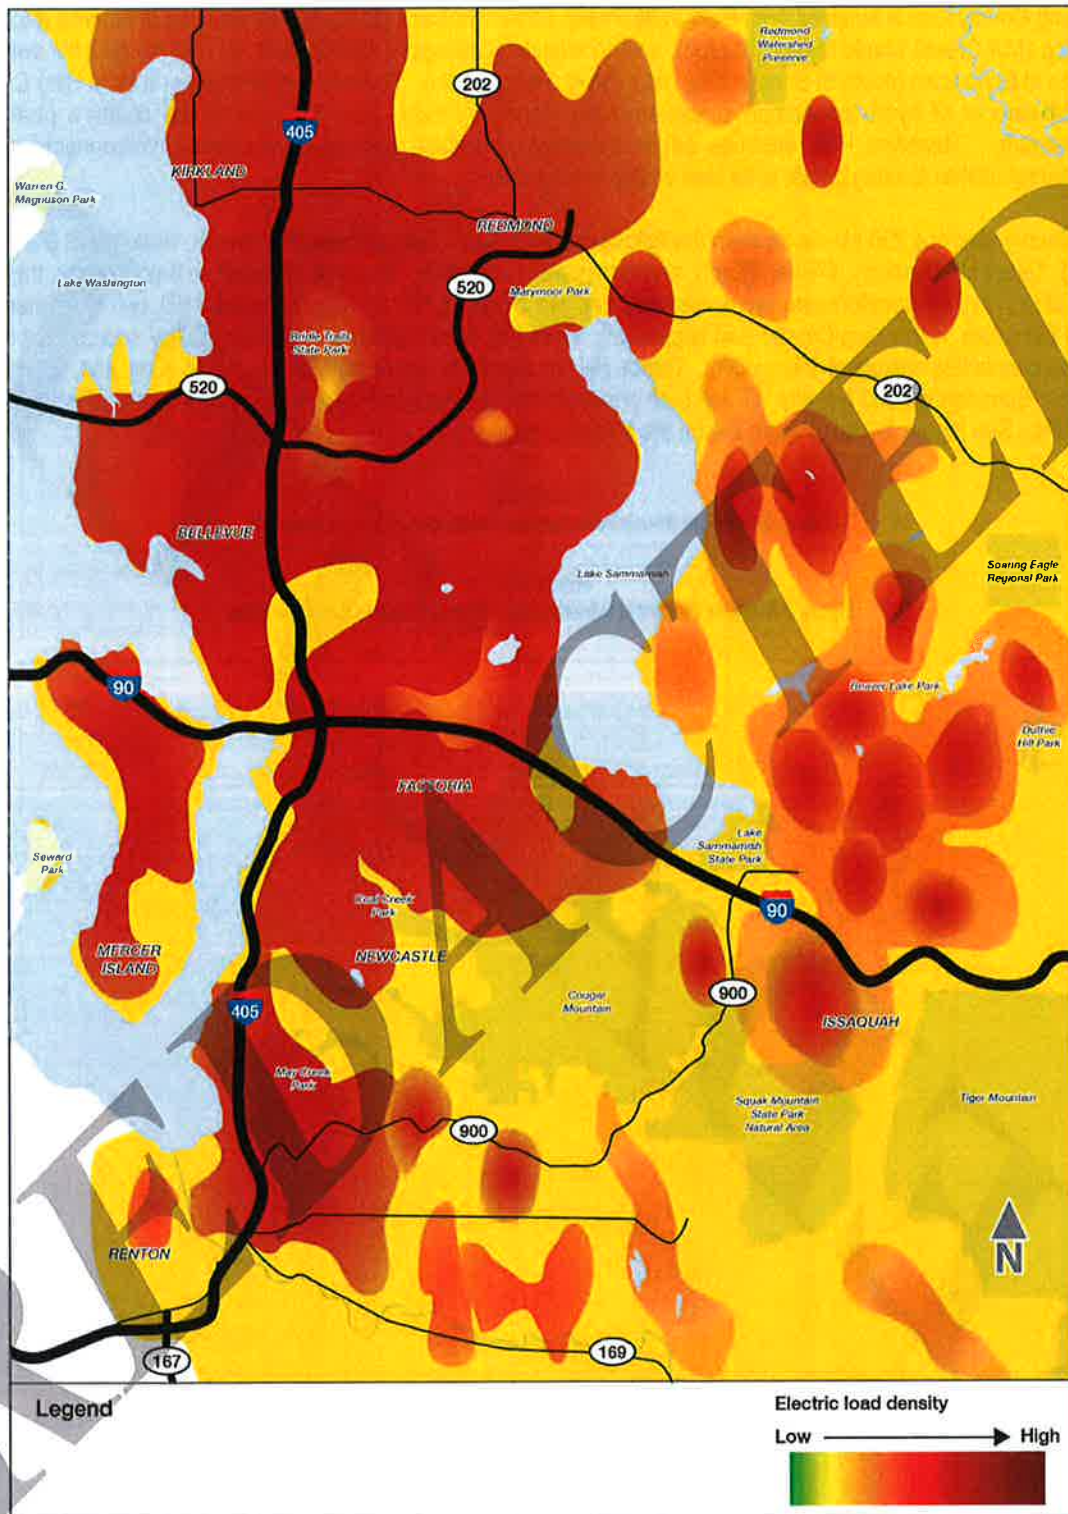 Redmond
Watershed
Preserve
202
405
KIRKLAND
Warren G.
Magnuson Park
REDMOND
Lake Washington
520
Marymoor Park
Bridle Trails
State Park
520
202
BELLEVUE
Lake Sammamish
Soaring Eagle
Regional Park
90
Beaver Lake Park
Duthie
Hill Park
FACTORIA
Seward
Park
Lake
Sammamish
State Park
Coal Creek
Park
90
MERCER
ISLAND
NEWCASTLE
900
Cougar
Mountain
405
ISSAQUAH
May Creek
Park
Squak Mountain
State Park
Natural Area
Tiger Mountain
900
N
RENTON
169
167
REDACTED
Legend
Electric load density
Low
High